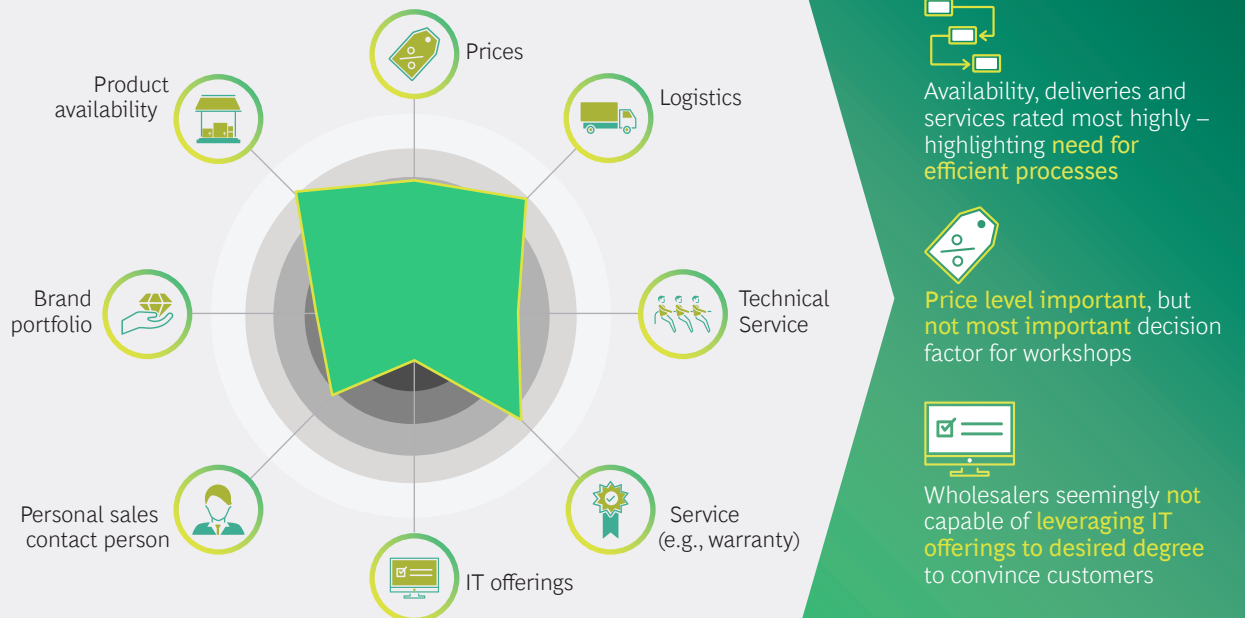 Prices
Product
availability
Logistics
Brand
portfolio
Technical
Service
Personal sales
contact person
Service
(e.g., warranty)
IT offerings
Availability, deliveries and
services rated most highly –
highlighting need for
efficient processes
Price level important, but
not most important decision
factor for workshops
Wholesalers seemingly not
capable of leveraging IT
offerings to desired degree
to convince customers